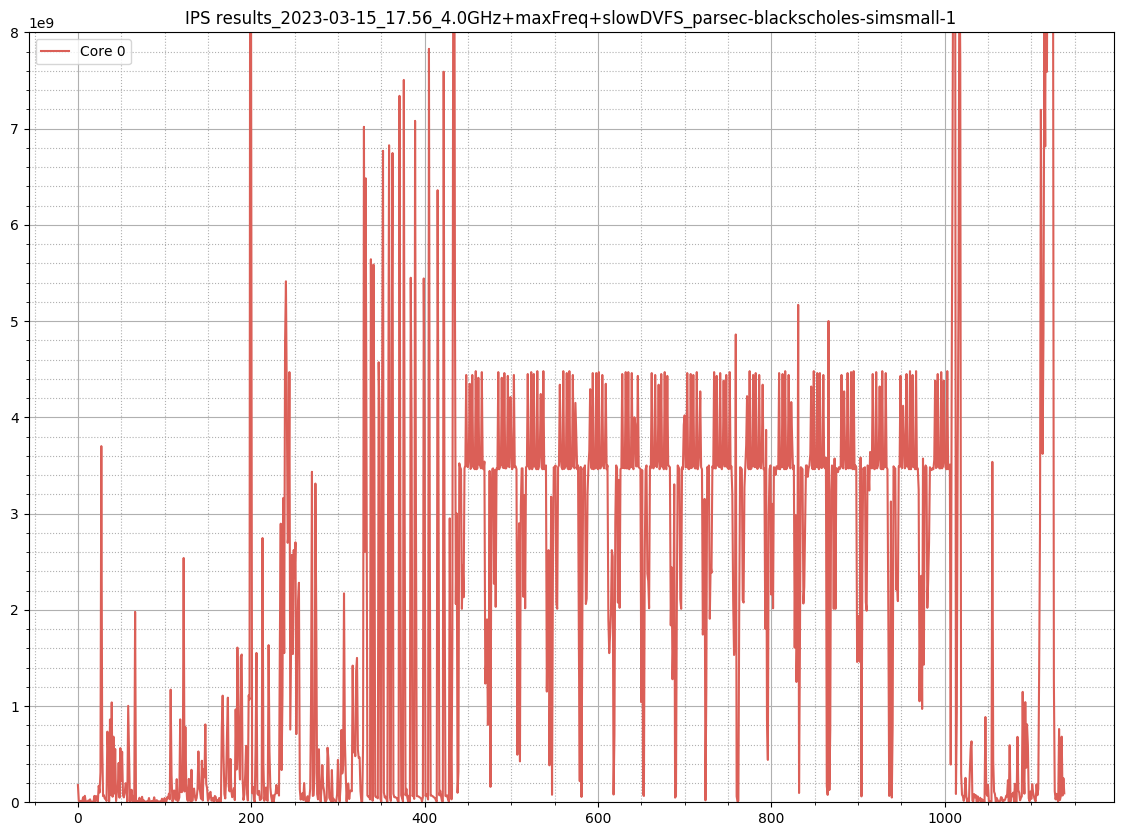 IPS results_2023-03-15_17.56_4.0GHz+maxFreq+slowDVFS_parsec-blackscholes-simsmall-1
1e9
Core 0
8
7
6
5
4
3
2
1
0
0 200 400 600 800 1000